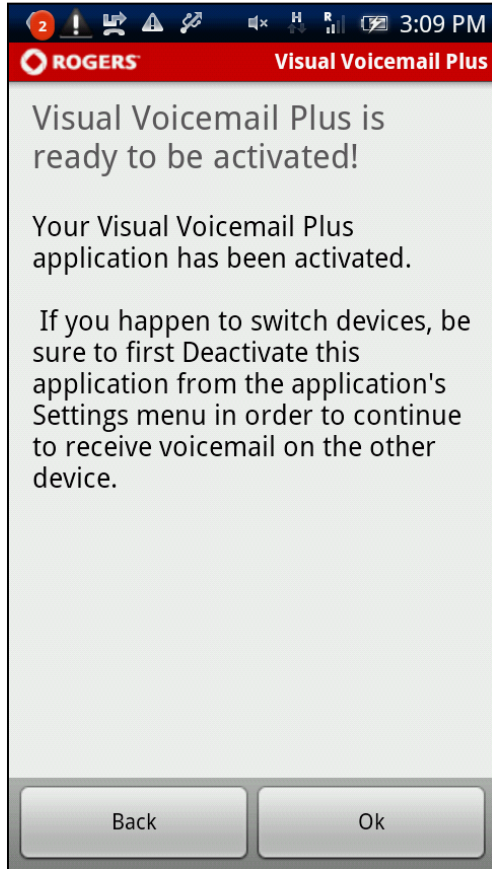 2 H R 3:09 PM
ROGERS™ Visual Voicemail Plus
Visual Voicemail Plus is
ready to be activated!
Your Visual Voicemail Plus
application has been activated.
If you happen to switch devices, be
sure to first Deactivate this
application from the application's
Settings menu in order to continue
to receive voicemail on the other
device.
Back Ok